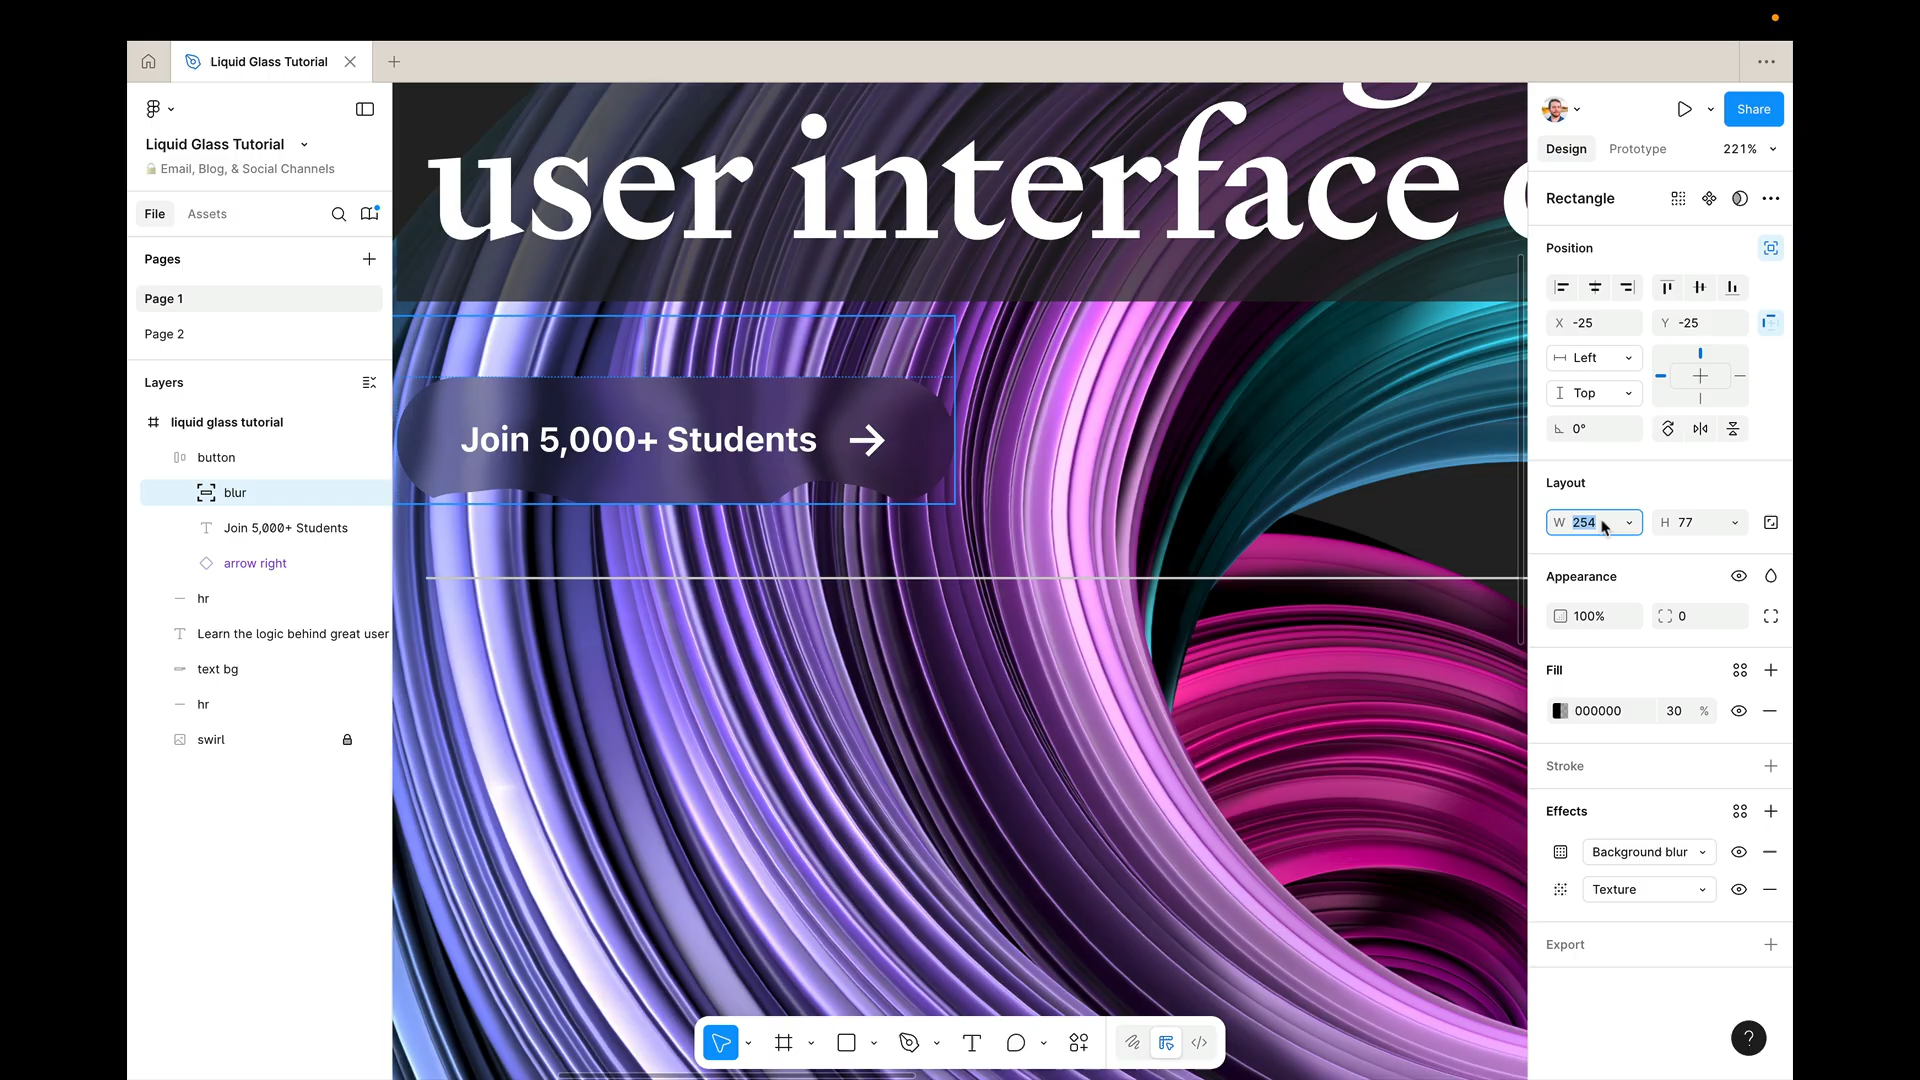 Liquid Glass Tutorial
Liquid Glass Tutorial
Email, Blog, & Social Channels
File
Assets
Pages
Page 1
Page 2
Layers
liquid glass tutorial
button
blur
Join 5,000+ Students
arrow right
hr
Learn the logic behind great user
text bg
hr
swirl
user interface
Join 5,000+ Students
Share
Design
Prototype
221%
Rectangle
Position
X -25
Y -25
Left
Top
0°
Layout
W 254
H 77
Appearance
100%
0
Fill
000000
30 %
Stroke
Effects
Background blur
Texture
Export
?